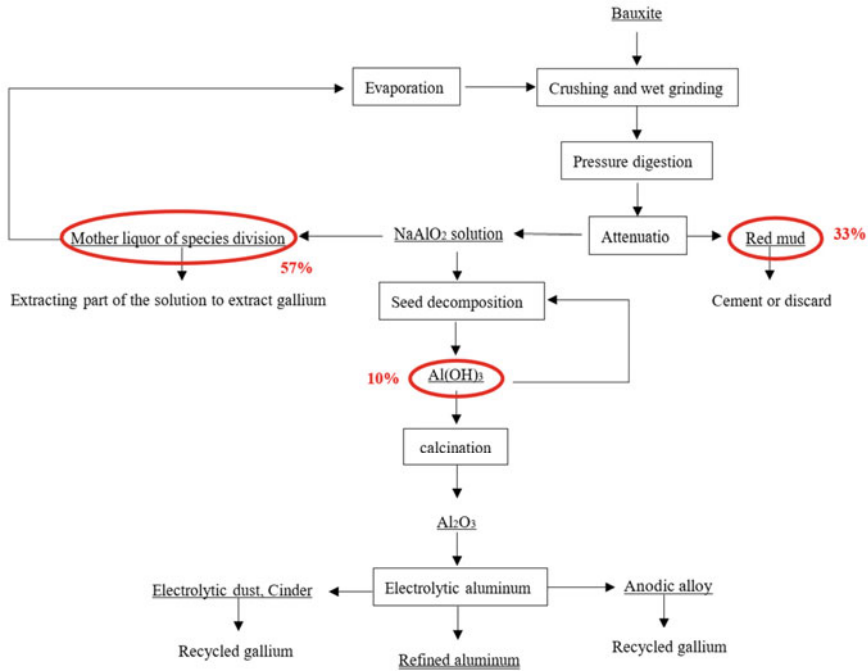 Bauxite
Evaporation
Crushing and wet grinding
Pressure digestion
Mother liquor of species division
NaAlO₂ solution
Attenuatio
Red mud
33%
57%
Extracting part of the solution to extract gallium
Seed decomposition
Cement or discard
10%
Al(OH)₃
calcination
Al₂O₃
Electrolytic dust, Cinder
Electrolytic aluminum
Anodic alloy
Recycled gallium
Refined aluminum
Recycled gallium